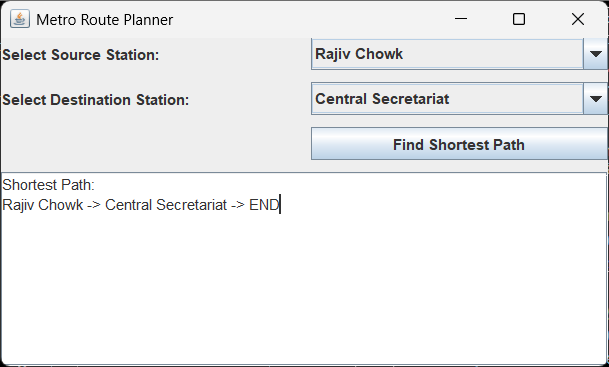 Metro Route Planner
Select Source Station: Rajiv Chowk
Select Destination Station: Central Secretariat
Find Shortest Path
Shortest Path:
Rajiv Chowk -> Central Secretariat -> END